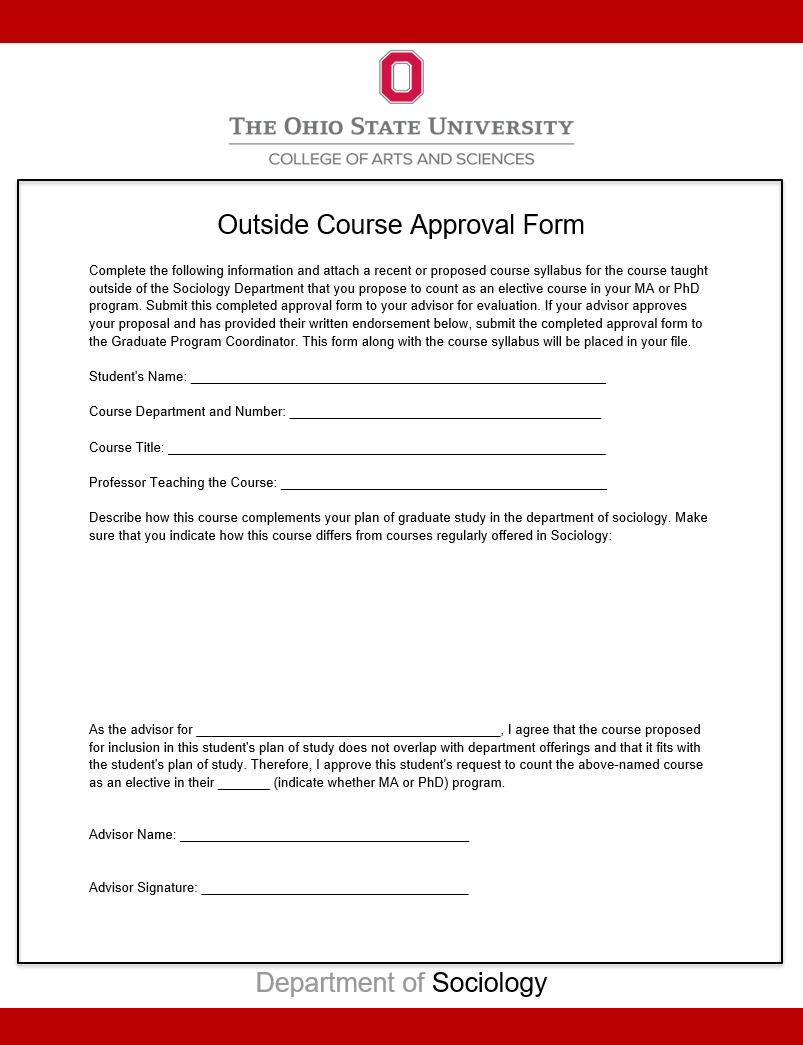 O
THE OHIO STATE UNIVERSITY
COLLEGE OF ARTS AND SCIENCES
Outside Course Approval Form
Complete the following information and attach a recent or proposed course syllabus for the course taught
outside of the Sociology Department that you propose to count as an elective course in your MA or PhD
program. Submit this completed approval form to your advisor for evaluation. If your advisor approves
your proposal and has provided their written endorsement below, submit the completed approval form to
the Graduate Program Coordinator. This form along with the course syllabus will be placed in your file.
Student's Name: ____________________
Course Department and Number: ____________________
Course Title: ____________________
Professor Teaching the Course: ____________________
Describe how this course complements your plan of graduate study in the department of sociology. Make
sure that you indicate how this course differs from courses regularly offered in Sociology:
As the advisor for ____________________, I agree that the course proposed
for inclusion in this student's plan of study does not overlap with department offerings and that it fits with
the student's plan of study. Therefore, I approve this student's request to count the above-named course
as an elective in their _______ (indicate whether MA or PhD) program.
Advisor Name: ____________________
Advisor Signature: ____________________
Department of Sociology